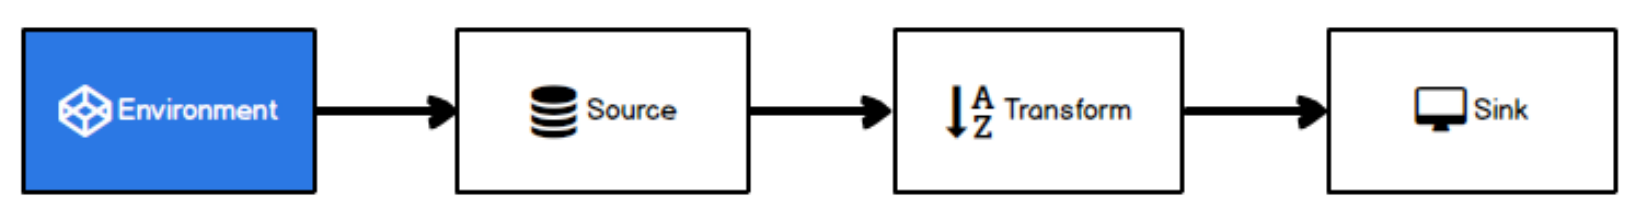 Environment
Source
A
Z
Transform
Sink